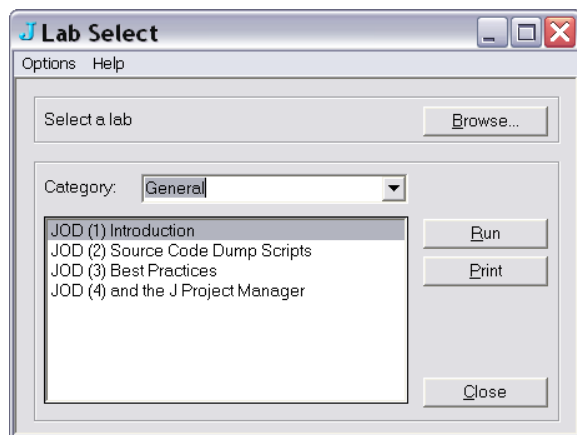 J Lab Select
Options Help
Select a lab
Browse...
Category: General
JOD (1) Introduction
JOD (2) Source Code Dump Scripts
JOD (3) Best Practices
JOD (4) and the J Project Manager
Run
Print
Close